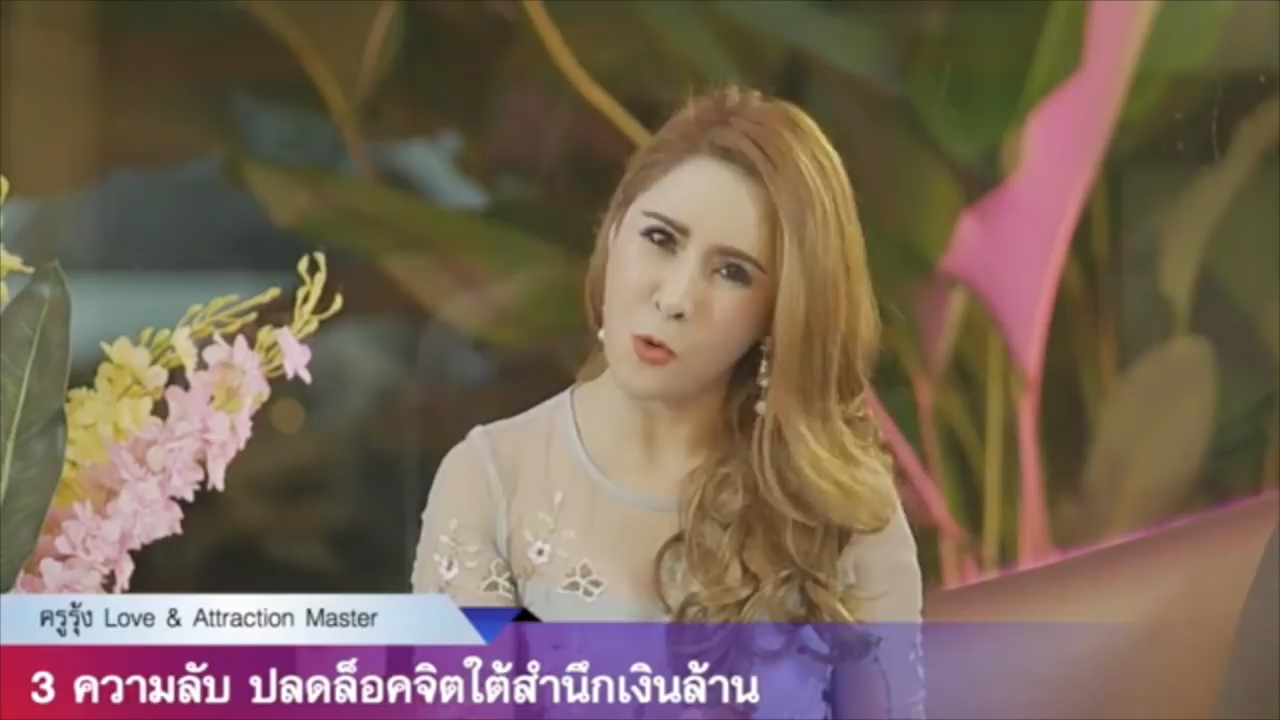 ครูรุ้ง Love & Attraction Master
3 ความลับ ปลดล็อคจิตใต้สำนึกเงินล้าน